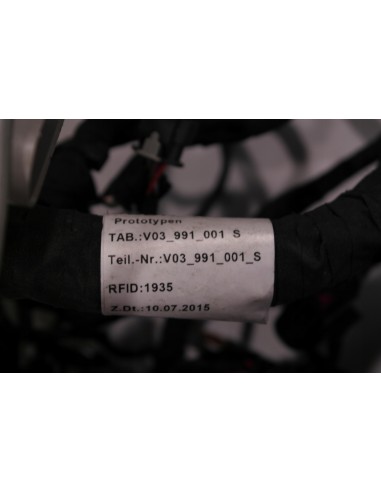 Prototypen
TAB.:V03_991_001 S
Teil.-Nr.:V03_991_001_S
RFID:1935
Z.Dt.:10.07.2015